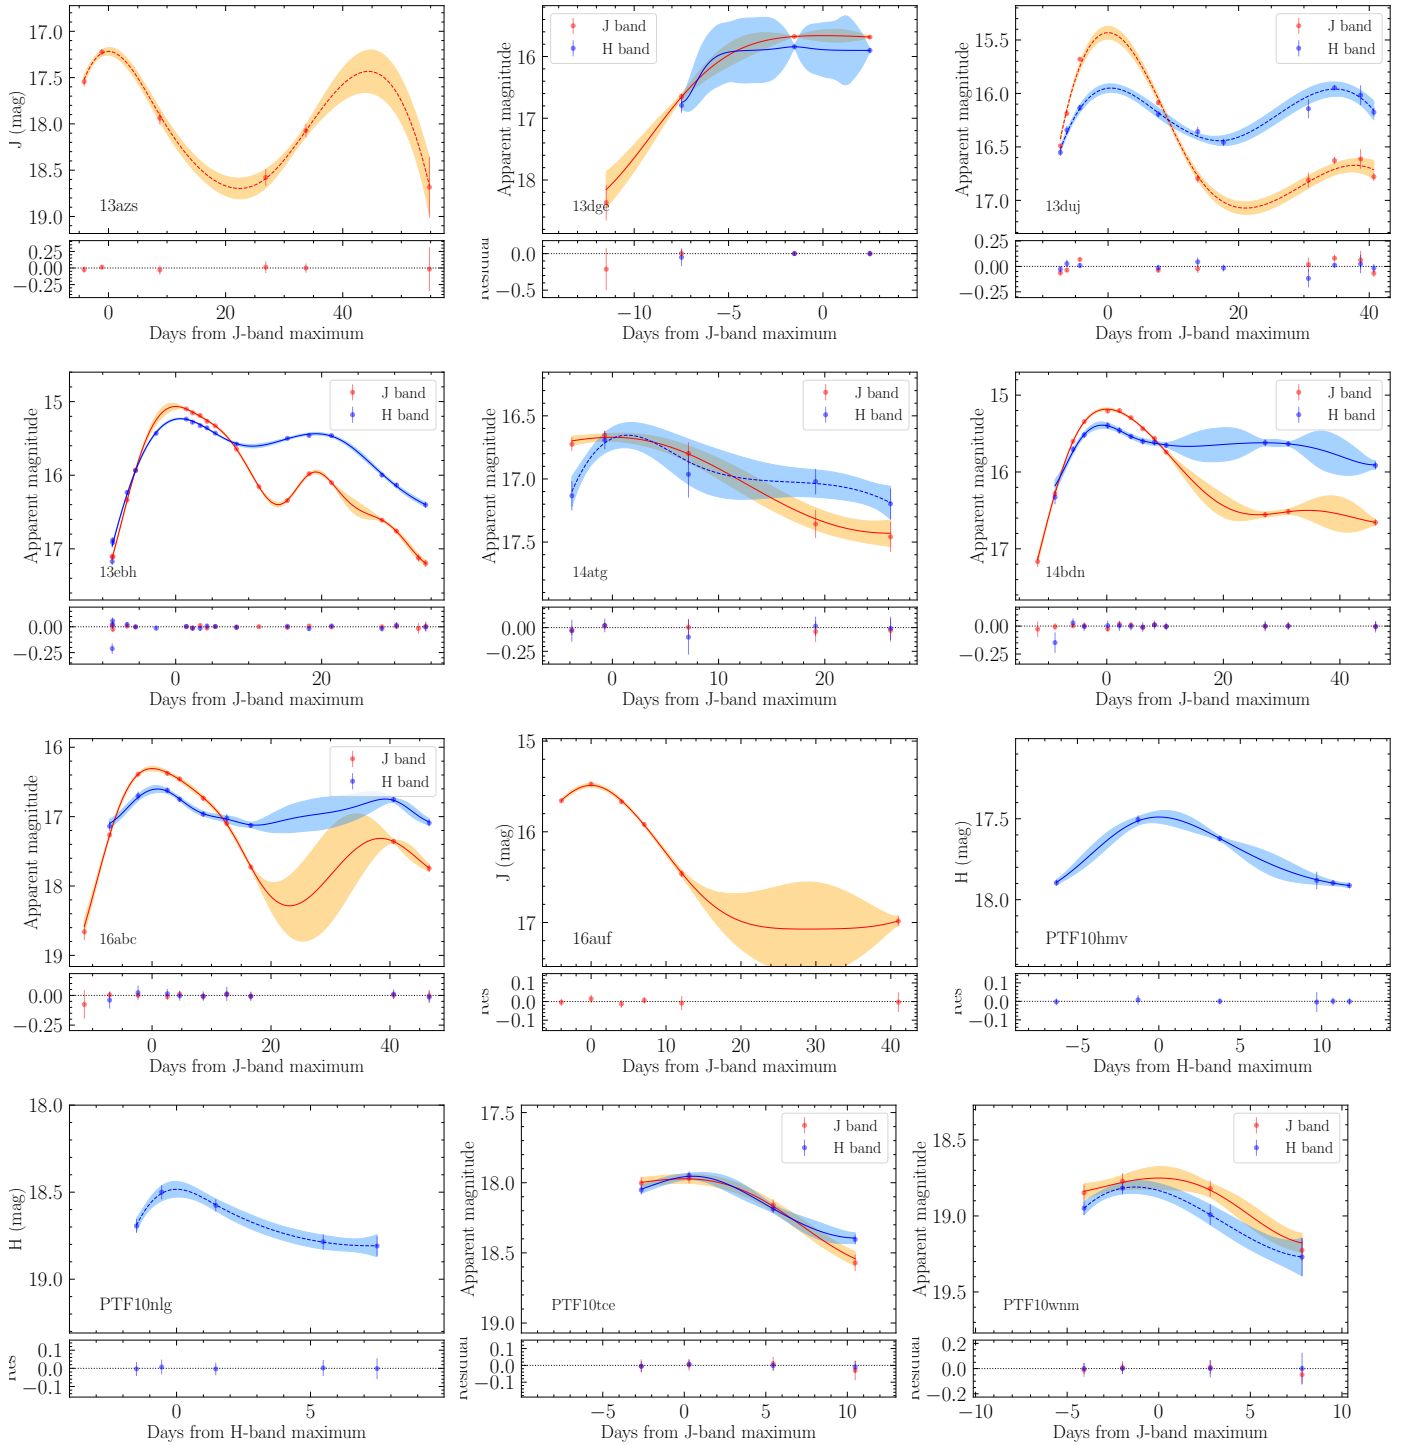 17.0
17.5
18.0
18.5
19.0
J (mag)
13azs
0.25
0.00
−0.25
0
20
40
Days from J-band maximum
16
17
18
Apparent magnitude
J band
H band
13dge
0.0
−0.5
Residual
−10
−5
0
Days from J-band maximum
15.5
16.0
16.5
17.0
Apparent magnitude
J band
H band
13duj
0.25
0.00
−0.25
0
20
40
Days from J-band maximum
15
16
17
Apparent magnitude
J band
H band
13ebh
0.00
−0.25
0
20
Days from J-band maximum
16.5
17.0
17.5
Apparent magnitude
J band
H band
14atg
0.00
−0.25
0
10
20
Days from J-band maximum
15
16
17
Apparent magnitude
J band
H band
14bdn
0.00
−0.25
0
20
40
Days from J-band maximum
16
17
18
19
Apparent magnitude
J band
H band
16abc
0.00
−0.25
0
20
40
Days from J-band maximum
15
16
17
J (mag)
16auf
0.1
0.0
−0.1
Res
0
10
20
30
40
Days from J-band maximum
17.5
18.0
H (mag)
PTF10hmv
0.1
0.0
−0.1
Res
−5
0
5
10
Days from H-band maximum
18.0
18.5
19.0
H (mag)
PTF10nlg
0.1
0.0
−0.1
Res
0
5
Days from H-band maximum
17.5
18.0
18.5
19.0
Apparent magnitude
J band
H band
PTF10tce
0.1
0.0
−0.1
Residual
−5
0
5
10
Days from J-band maximum
18.5
19.0
19.5
Apparent magnitude
J band
H band
PTF10wnm
0.2
0.0
−0.2
Residual
−10
−5
0
5
10
Days from J-band maximum